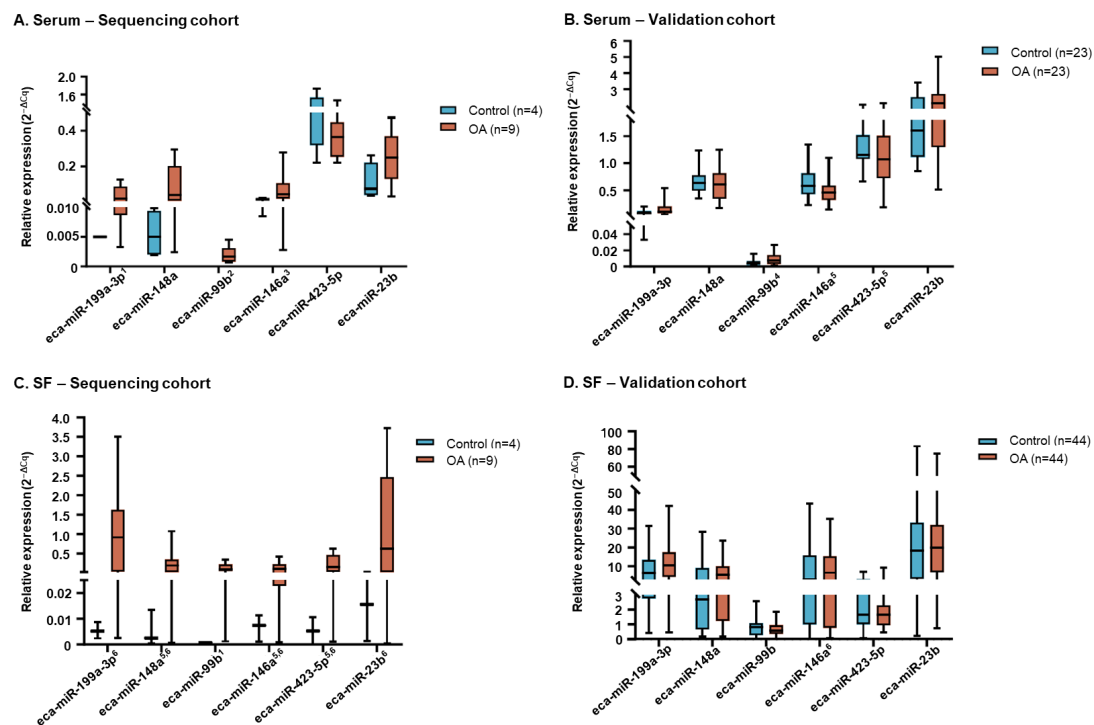 A. Serum – Sequencing cohort
Relative expression (2⁻ΔCq)
2.0
1.6
0.4
0.2
0.010
0.005
0
eca-miR-199a-3p¹
eca-miR-148a
eca-miR-99b²
eca-miR-146a³
eca-miR-423-5p
eca-miR-23b
Control (n=4)
OA (n=9)
B. Serum – Validation cohort
Relative expression (2⁻ΔCq)
6
5
4
3
1.5
0.5
0.04
0.02
0
eca-miR-199a-3p
eca-miR-148a
eca-miR-99b⁴
eca-miR-146a⁵
eca-miR-423-5p⁵
eca-miR-23b
Control (n=23)
OA (n=23)
C. SF – Sequencing cohort
Relative expression (2⁻ΔCq)
4.0
3.5
3.0
2.5
2.0
1.5
1.0
0.5
0.02
0.01
0
eca-miR-199a-3p⁶
eca-miR-148a⁵,⁶
eca-miR-99b
eca-miR-146a⁵,⁶
eca-miR-423-5p⁵,⁶
eca-miR-23b⁶
Control (n=4)
OA (n=9)
D. SF – Validation cohort
Relative expression (2⁻ΔCq)
100
80
60
50
40
30
20
10
3
2
1
0
eca-miR-199a-3p
eca-miR-148a
eca-miR-99b
eca-miR-146a⁶
eca-miR-423-5p
eca-miR-23b
Control (n=44)
OA (n=44)